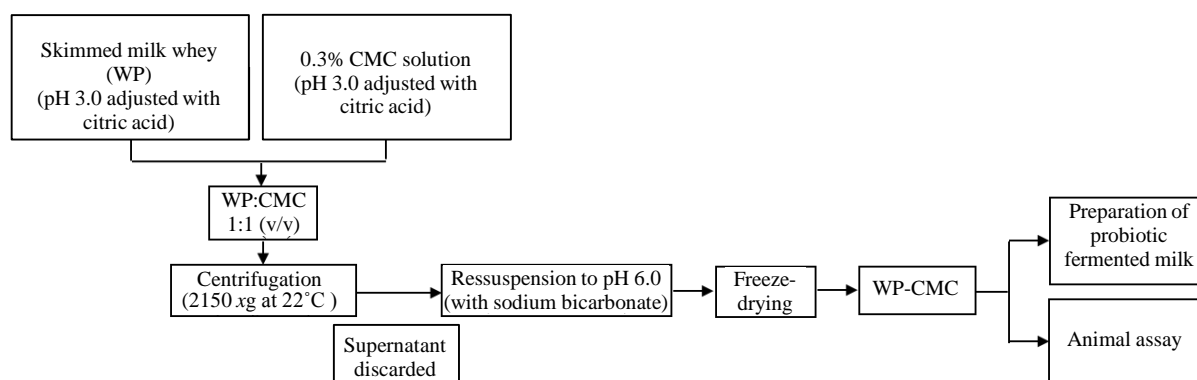 Skimmed milk whey
(WP)
(pH 3.0 adjusted with
citric acid)
0.3% CMC solution
(pH 3.0 adjusted with
citric acid)
WP:CMC
1:1 (v/v)
Centrifugation
(2150 xg at 22˚C )
Supernatant
discarded
Ressuspension to pH 6.0
(with sodium bicarbonate)
Freeze-
drying
WP-CMC
Preparation of
probiotic
fermented milk
Animal assay